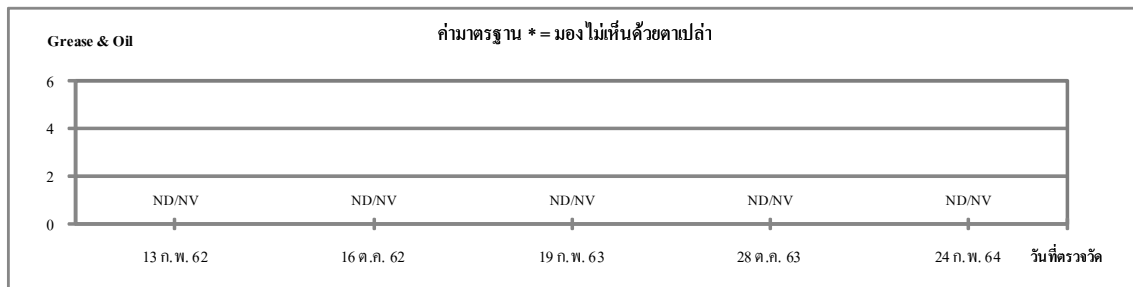 ค่ามาตรฐาน * = มองไม่เห็นด้วยตาเปล่า
Grease & Oil
6
4
2
0
ND/NV ND/NV ND/NV ND/NV ND/NV
13 ก.พ. 62 16 ต.ค. 62 19 ก.พ. 63 28 ต.ค. 63 24 ก.พ. 64 วันที่ตรวจวัด